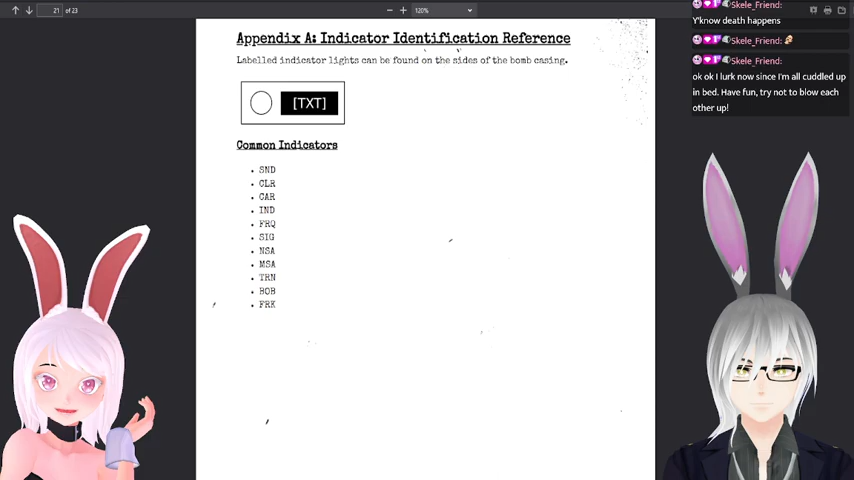 21 of 23
120%
Appendix A: Indicator Identification Reference
Labelled indicator lights can be found on the sides of the bomb casing.
[TXT]
Common Indicators
SND
CLR
CAR
IND
FRQ
SIG
NSA
MSA
TRN
BOB
FRK
Skele_Friend:
Y'know death happens
Skele_Friend:
Skele_Friend:
ok ok I lurk now since I'm all cuddled up
in bed. Have fun, try not to blow each
other up!